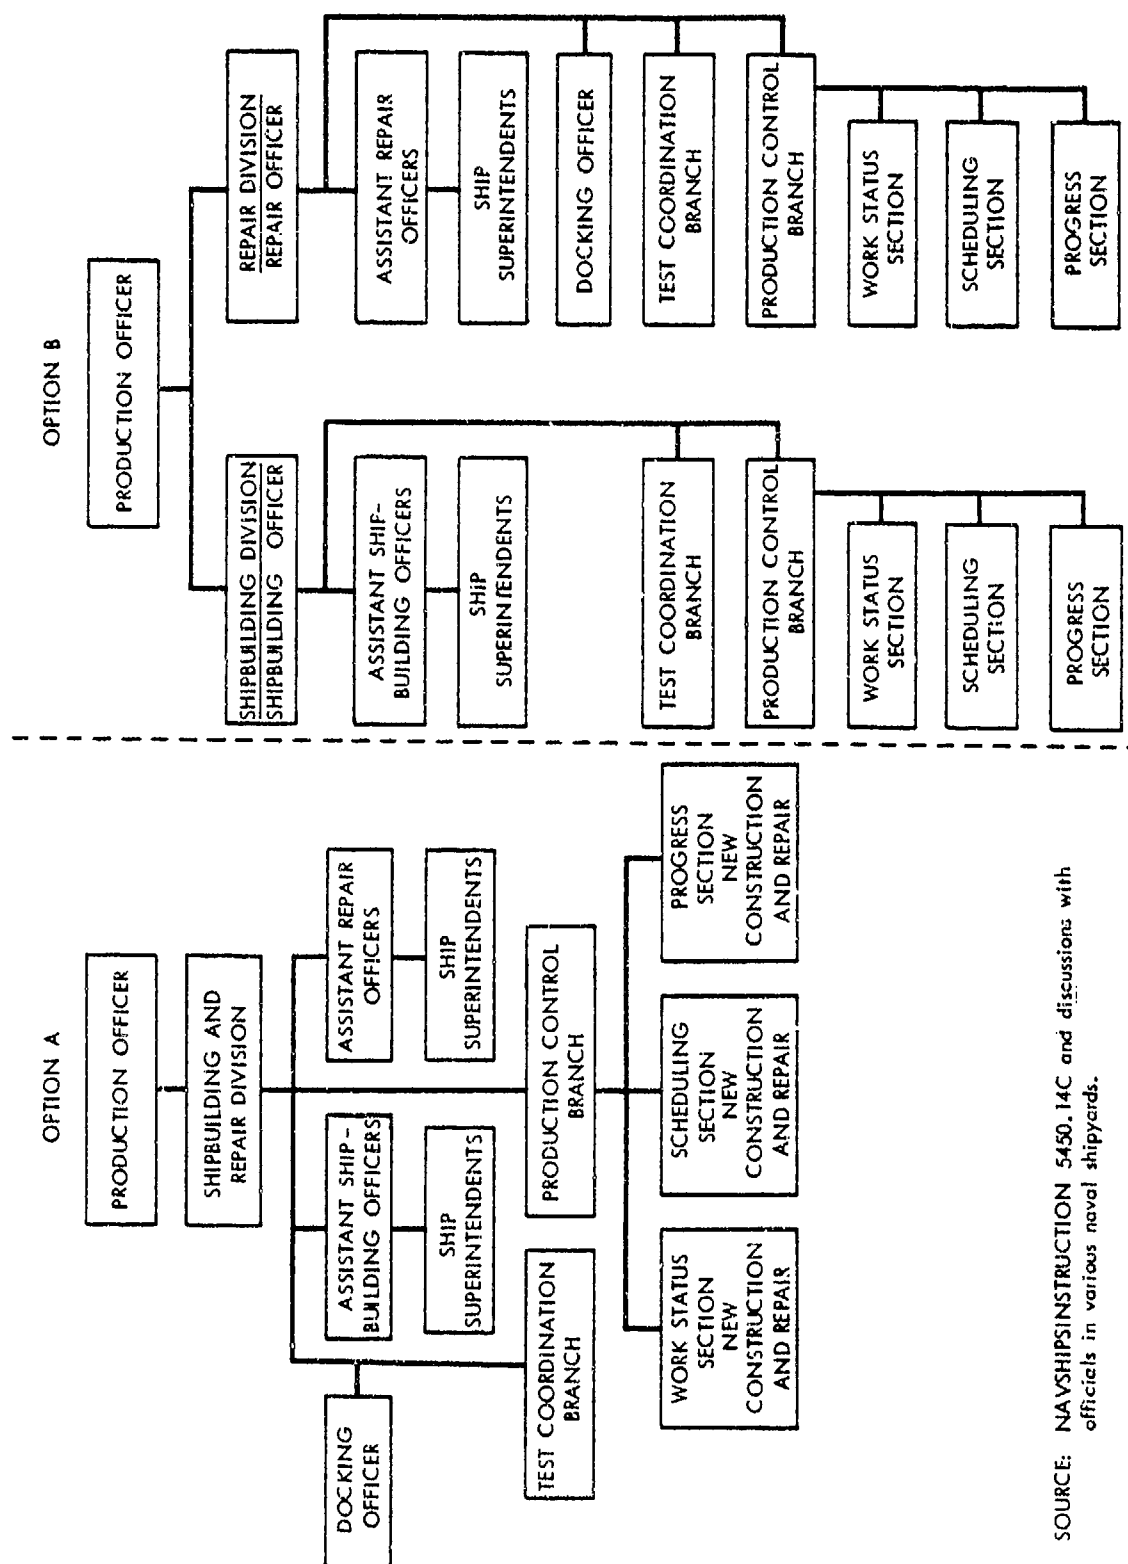 OPTION A
PRODUCTION OFFICER
SHIPBUILDING AND
REPAIR DIVISION
DOCKING
OFFICER
ASSISTANT SHIP-
BUILDING OFFICERS
SHIP
SUPERINTENDENTS
ASSISTANT REPAIR
OFFICERS
SHIP
SUPERINTENDENTS
TEST COORDINATION
BRANCH
PRODUCTION CONTROL
BRANCH
WORK STATUS
SECTION
NEW
CONSTRUCTION
AND REPAIR
SCHEDULING
SECTION
NEW
CONSTRUCTION
AND REPAIR
PROGRESS
SECTION
NEW
CONSTRUCTION
AND REPAIR
OPTION B
PRODUCTION OFFICER
SHIPBUILDING DIVISION
SHIPBUILDING OFFICER
ASSISTANT SHIP-
BUILDING OFFICERS
SHIP
SUPERINTENDENTS
TEST COORDINATION
BRANCH
PRODUCTION CONTROL
BRANCH
WORK STATUS
SECTION
SCHEDULING
SECTION
PROGRESS
SECTION
REPAIR DIVISION
REPAIR OFFICER
ASSISTANT REPAIR
OFFICERS
SHIP
SUPERINTENDENTS
DOCKING OFFICER
TEST COORDINATION
BRANCH
PRODUCTION CONTROL
BRANCH
WORK STATUS
SECTION
SCHEDULING
SECTION
PROGRESS
SECTION
SOURCE: NAVSHIPSINSTRUCTION 5450.14C and discussions with
officials in various naval shipyards.